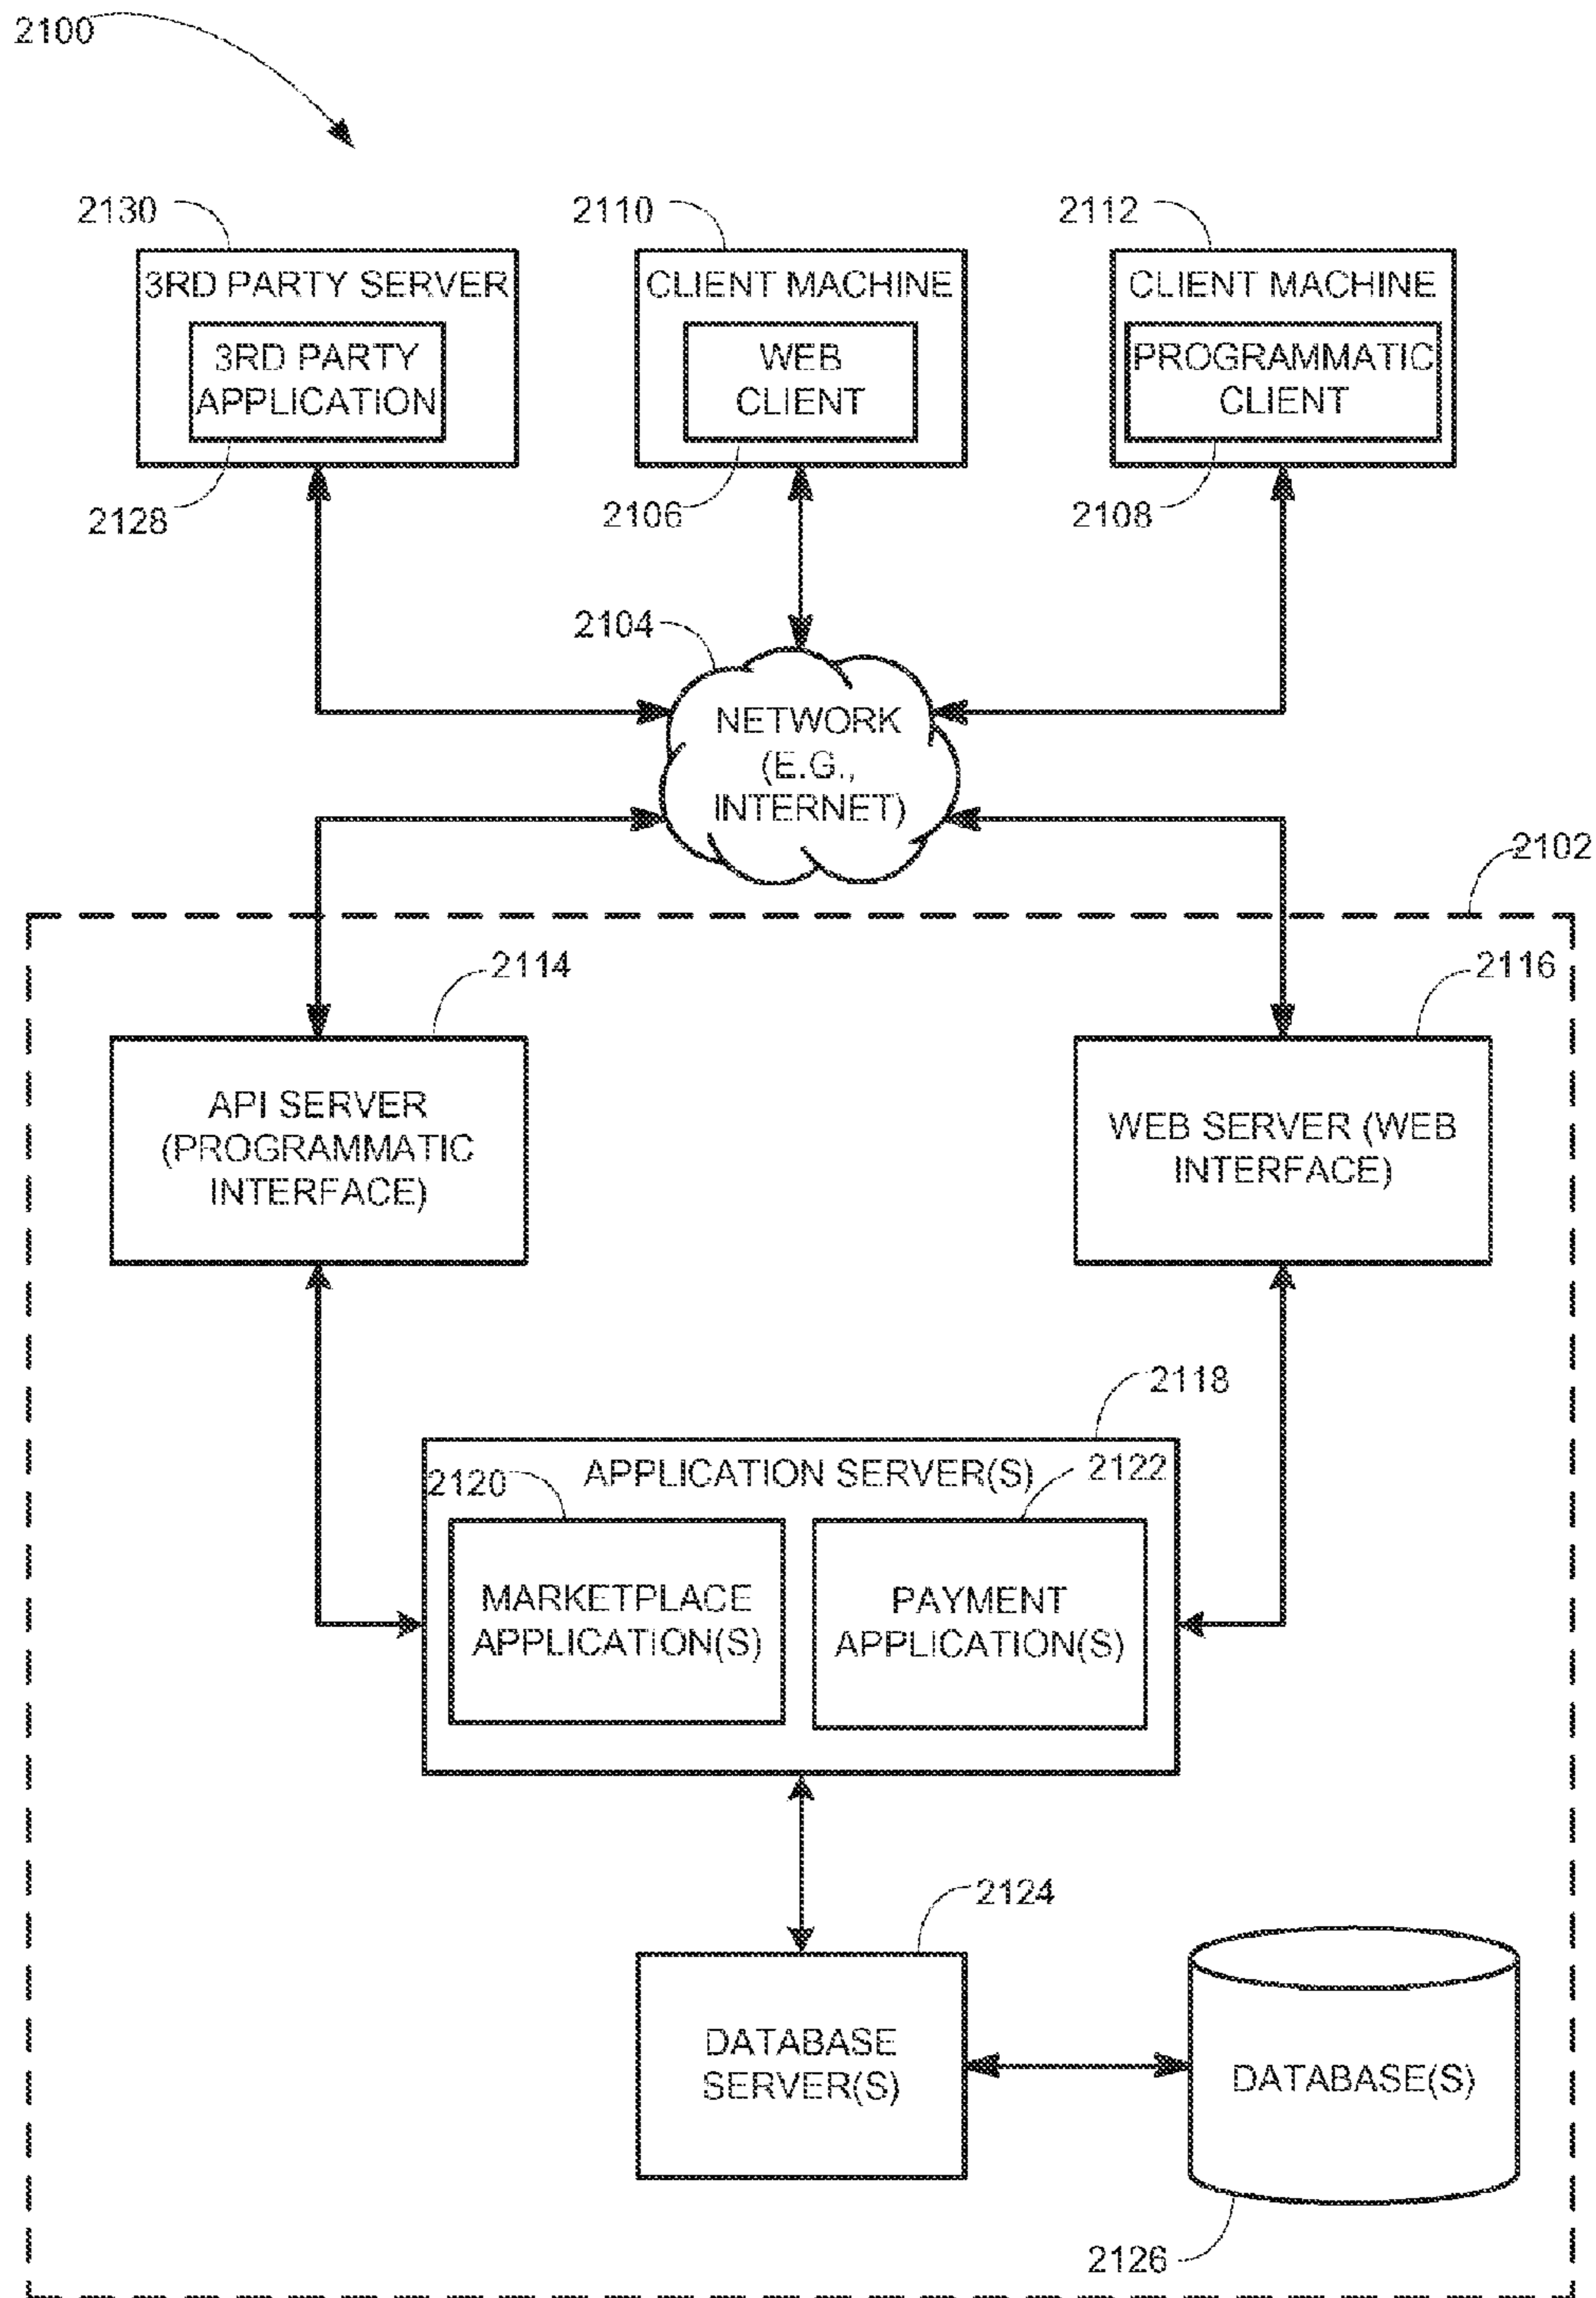 2100
2130
2110
2112
3RD PARTY SERVER
3RD PARTY
APPLICATION
CLIENT MACHINE
WEB
CLIENT
CLIENT MACHINE
PROGRAMMATIC
CLIENT
2128
2106
2108
2104
NETWORK
(E.G.,
INTERNET)
2102
2114
2116
API SERVER
(PROGRAMMATIC
INTERFACE)
WEB SERVER (WEB
INTERFACE)
2118
2120
APPLICATION SERVER(S)
2122
MARKETPLACE
APPLICATION(S)
PAYMENT
APPLICATION(S)
2124
DATABASE
SERVER(S)
DATABASE(S)
2126